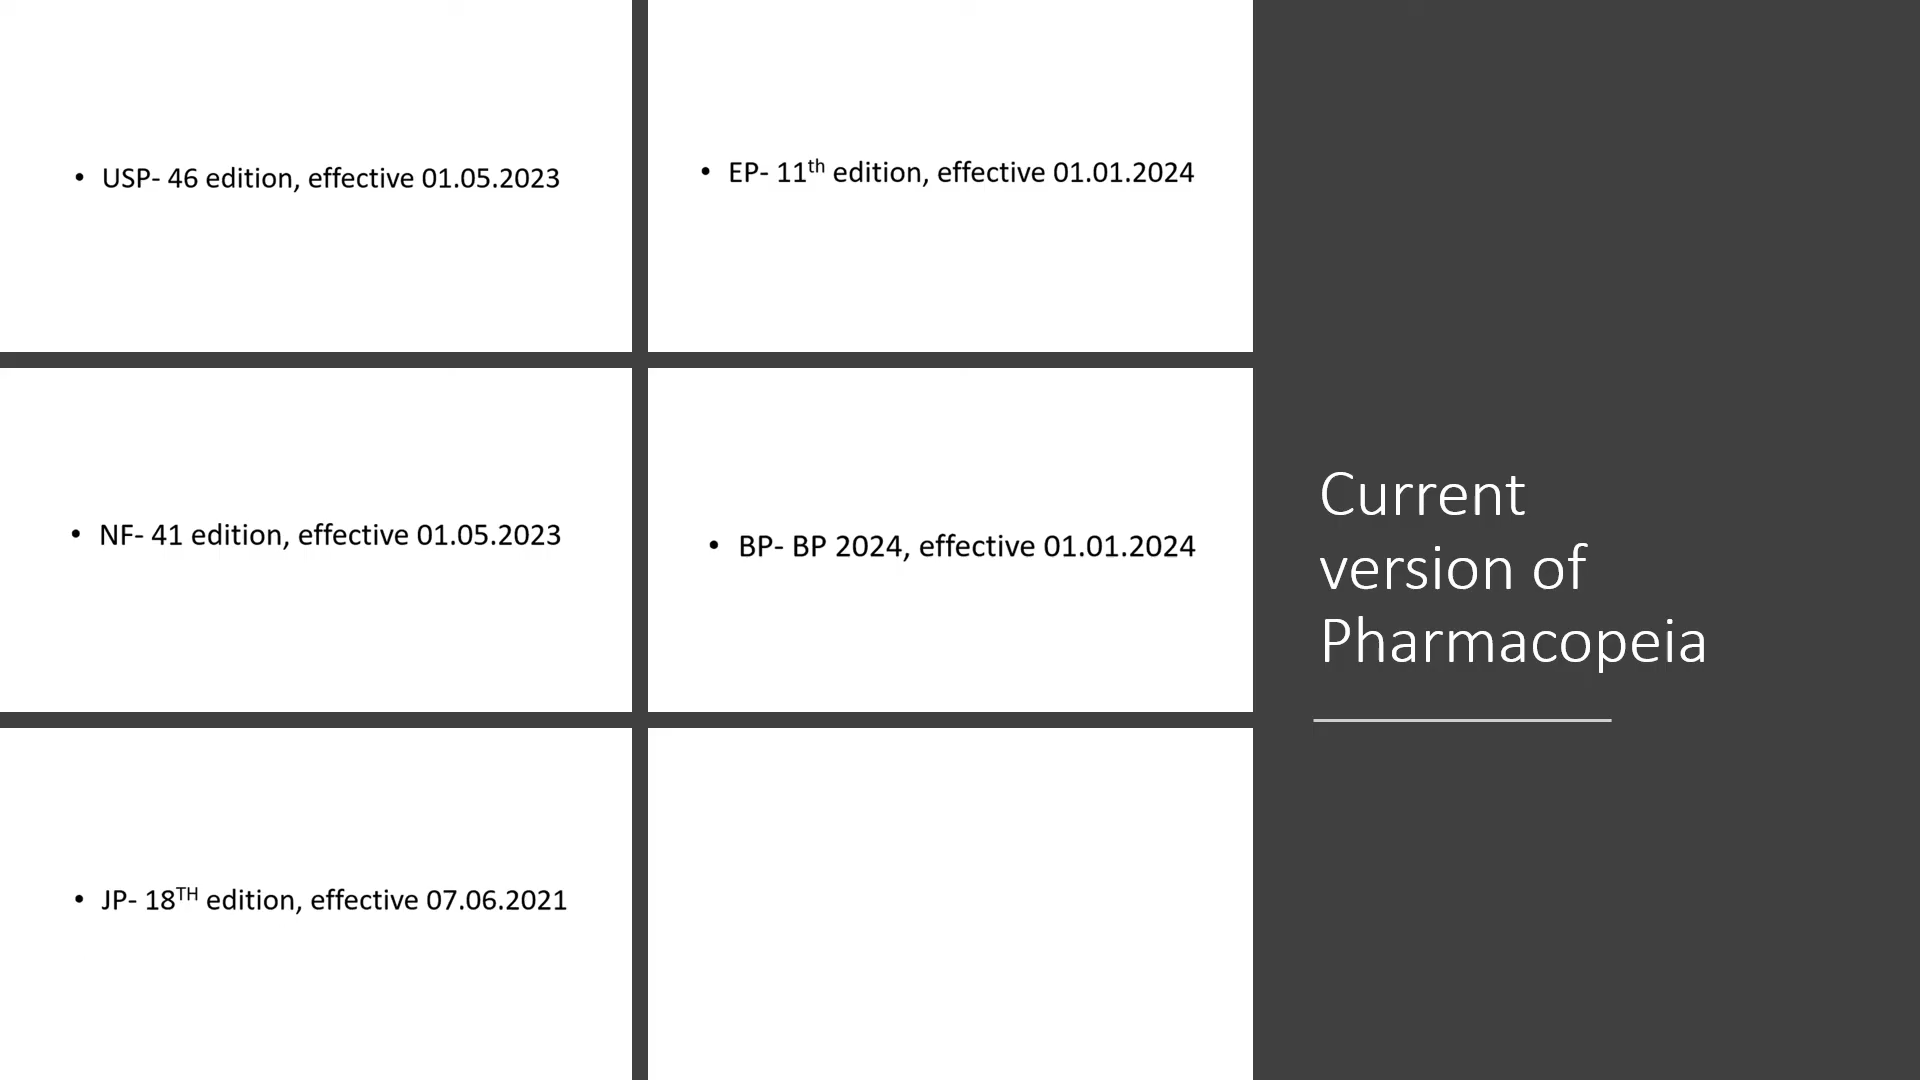 • USP- 46 edition, effective 01.05.2023
• EP- 11th edition, effective 01.01.2024
• NF- 41 edition, effective 01.05.2023
• BP- BP 2024, effective 01.01.2024
• JP- 18TH edition, effective 07.06.2021
Current
version of
Pharmacopeia